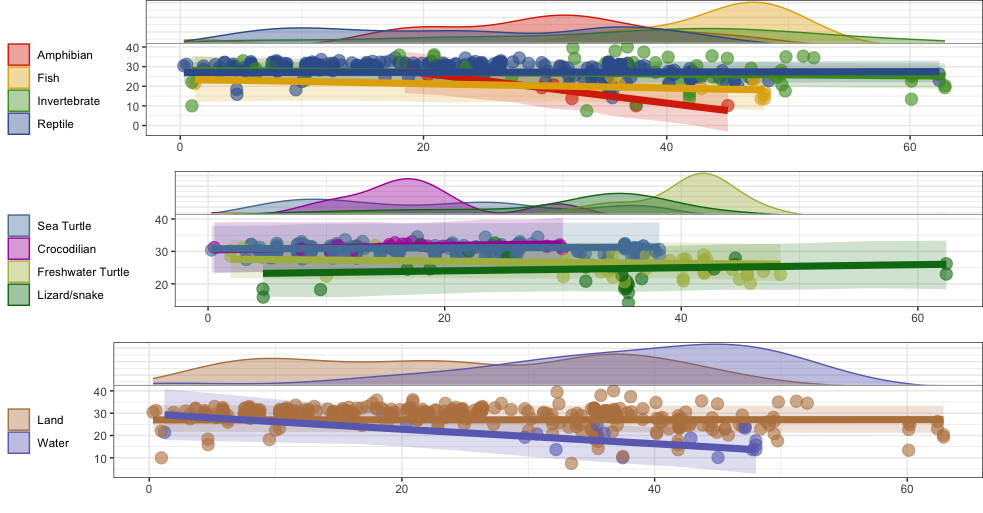 Amphibian
Fish
Invertebrate
Reptile
40
30
20
10
0
0 20 40 60
Sea Turtle
Crocodilian
Freshwater Turtle
Lizard/snake
40
30
20
0 20 40 60
Land
Water
40
30
20
10
0 20 40 60